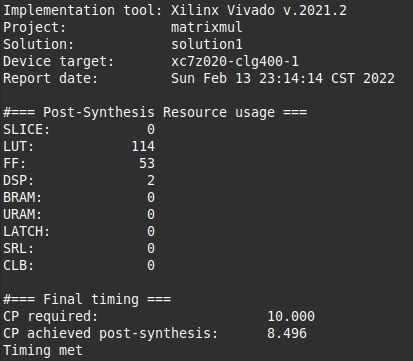 Implementation tool: Xilinx Vivado v.2021.2
Project:             matrixmul
Solution:            solution1
Device target:       xc7z020-clg400-1
Report date:         Sun Feb 13 23:14:14 CST 2022

#=== Post-Synthesis Resource usage ===
SLICE:            0
LUT:            114
FF:              53
DSP:              2
BRAM:             0
URAM:             0
LATCH:            0
SRL:              0
CLB:              0

#=== Final timing ===
CP required:                     10.000
CP achieved post-synthesis:      8.496
Timing met